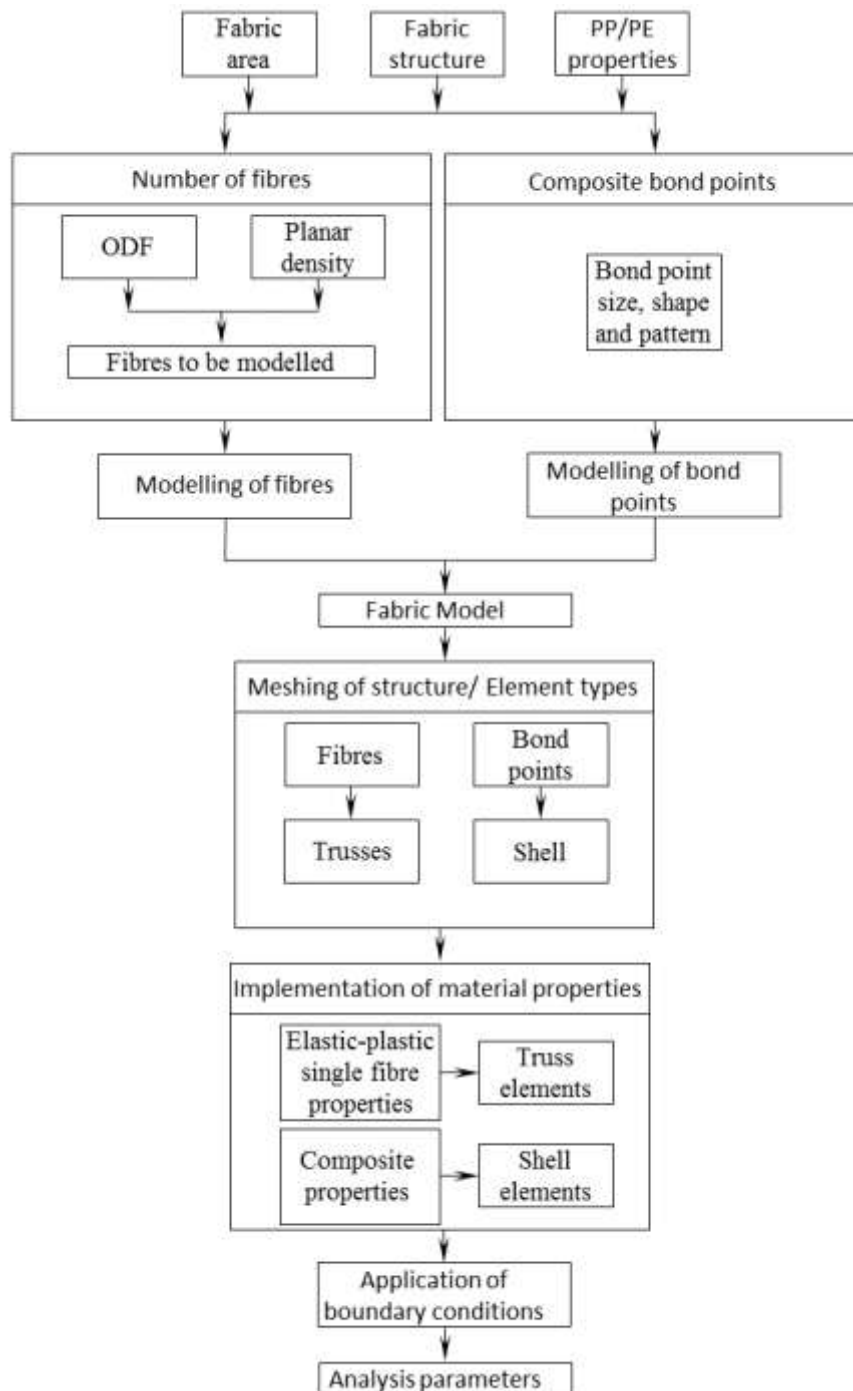 Fabric
area
Fabric
structure
PP/PE
properties
Number of fibres
ODF
Planar
density
Fibres to be modelled
Composite bond points
Bond point
size, shape
and pattern
Modelling of fibres
Modelling of bond
points
Fabric Model
Meshing of structure/ Element types
Fibres
Bond
points
Trusses
Shell
Implementation of material properties
Elastic-plastic
single fibre
properties
Truss
elements
Composite
properties
Shell
elements
Application of
boundary conditions
Analysis parameters